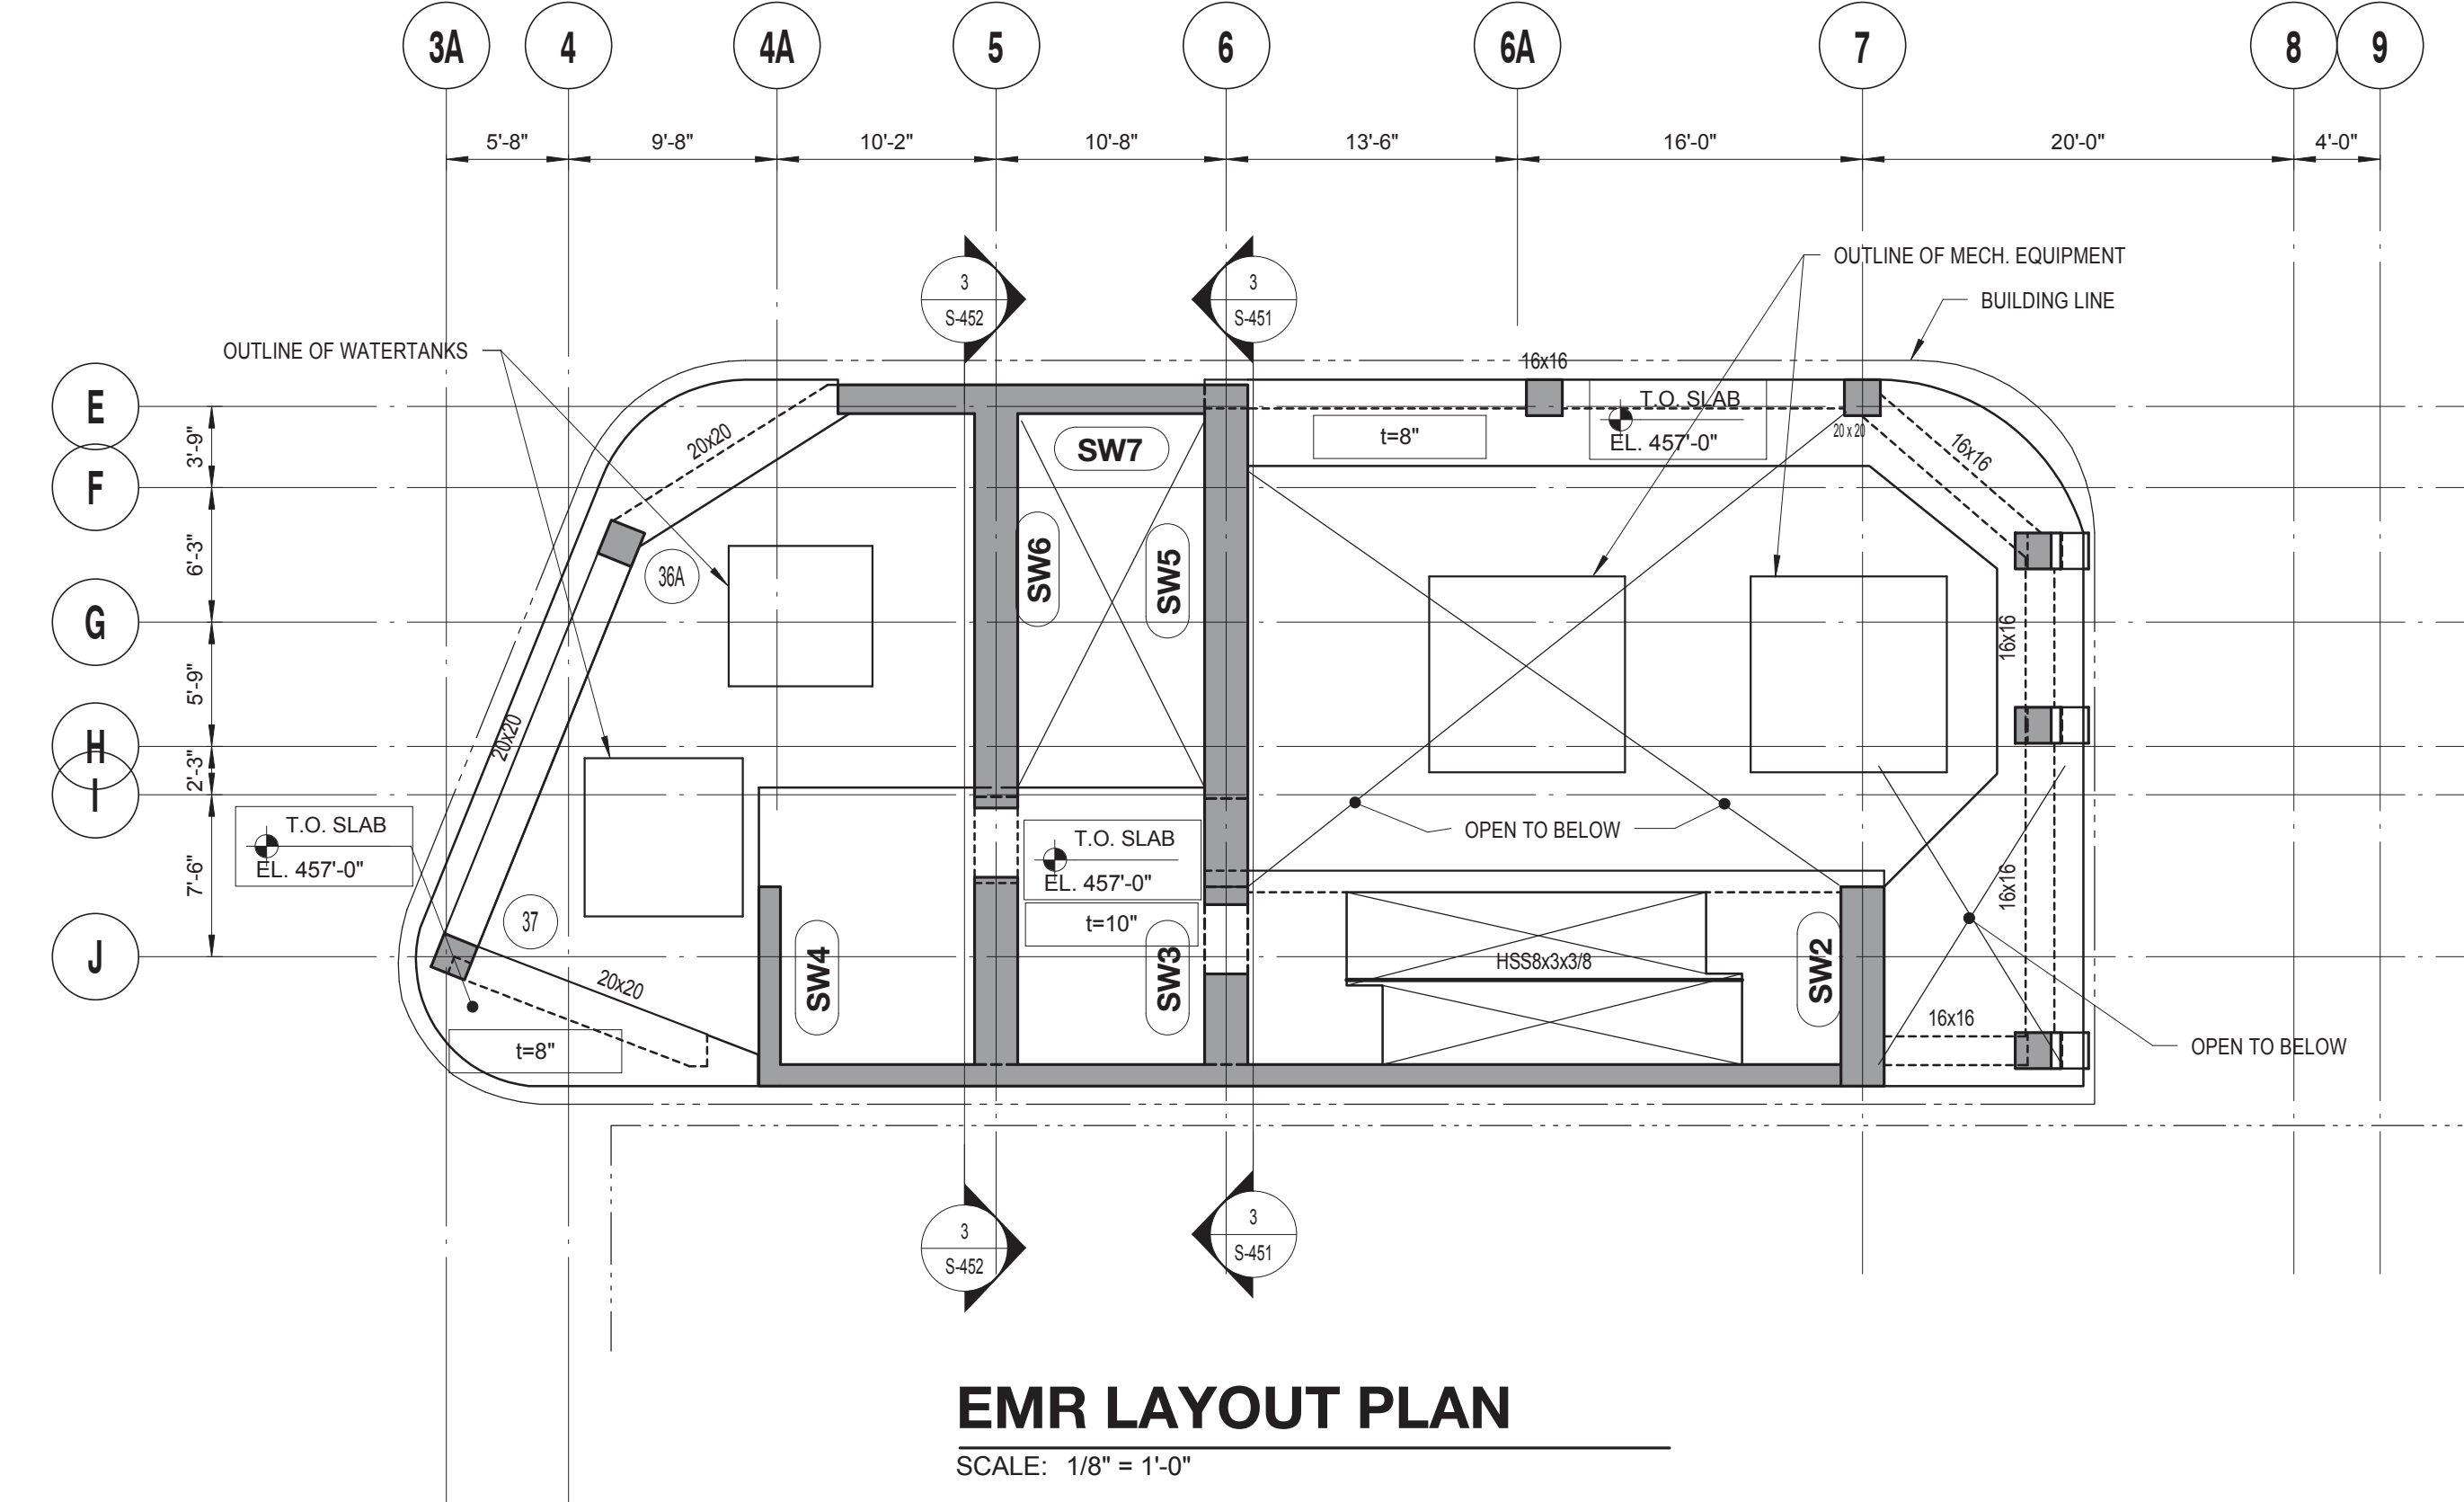 3A 4 4A 5 6 6A 7 8 9
5'-8" 9'-8" 10'-2" 10'-8" 13'-6" 16'-0" 20'-0" 4'-0"
OUTLINE OF MECH. EQUIPMENT
3
S-452
3
S-451
BUILDING LINE
OUTLINE OF WATERTANKS
16x16
E
T.O. SLAB
EL. 457'-0"
t=8"
20 x 20
20x20
16x16
SW7
3'-9"
F
6'-3"
SW6
SW5
36A
G
16x16
5'-9"
20x20
H
2'-3"
I
T.O. SLAB
EL. 457'-0"
T.O. SLAB
EL. 457'-0"
OPEN TO BELOW
7'-6"
16x16
37
t=10"
J
SW4
SW3
HSS8x3x3/8
SW2
20x20
16x16
t=8"
OPEN TO BELOW
3
S-452
3
S-451
EMR LAYOUT PLAN
SCALE: 1/8" = 1'-0"